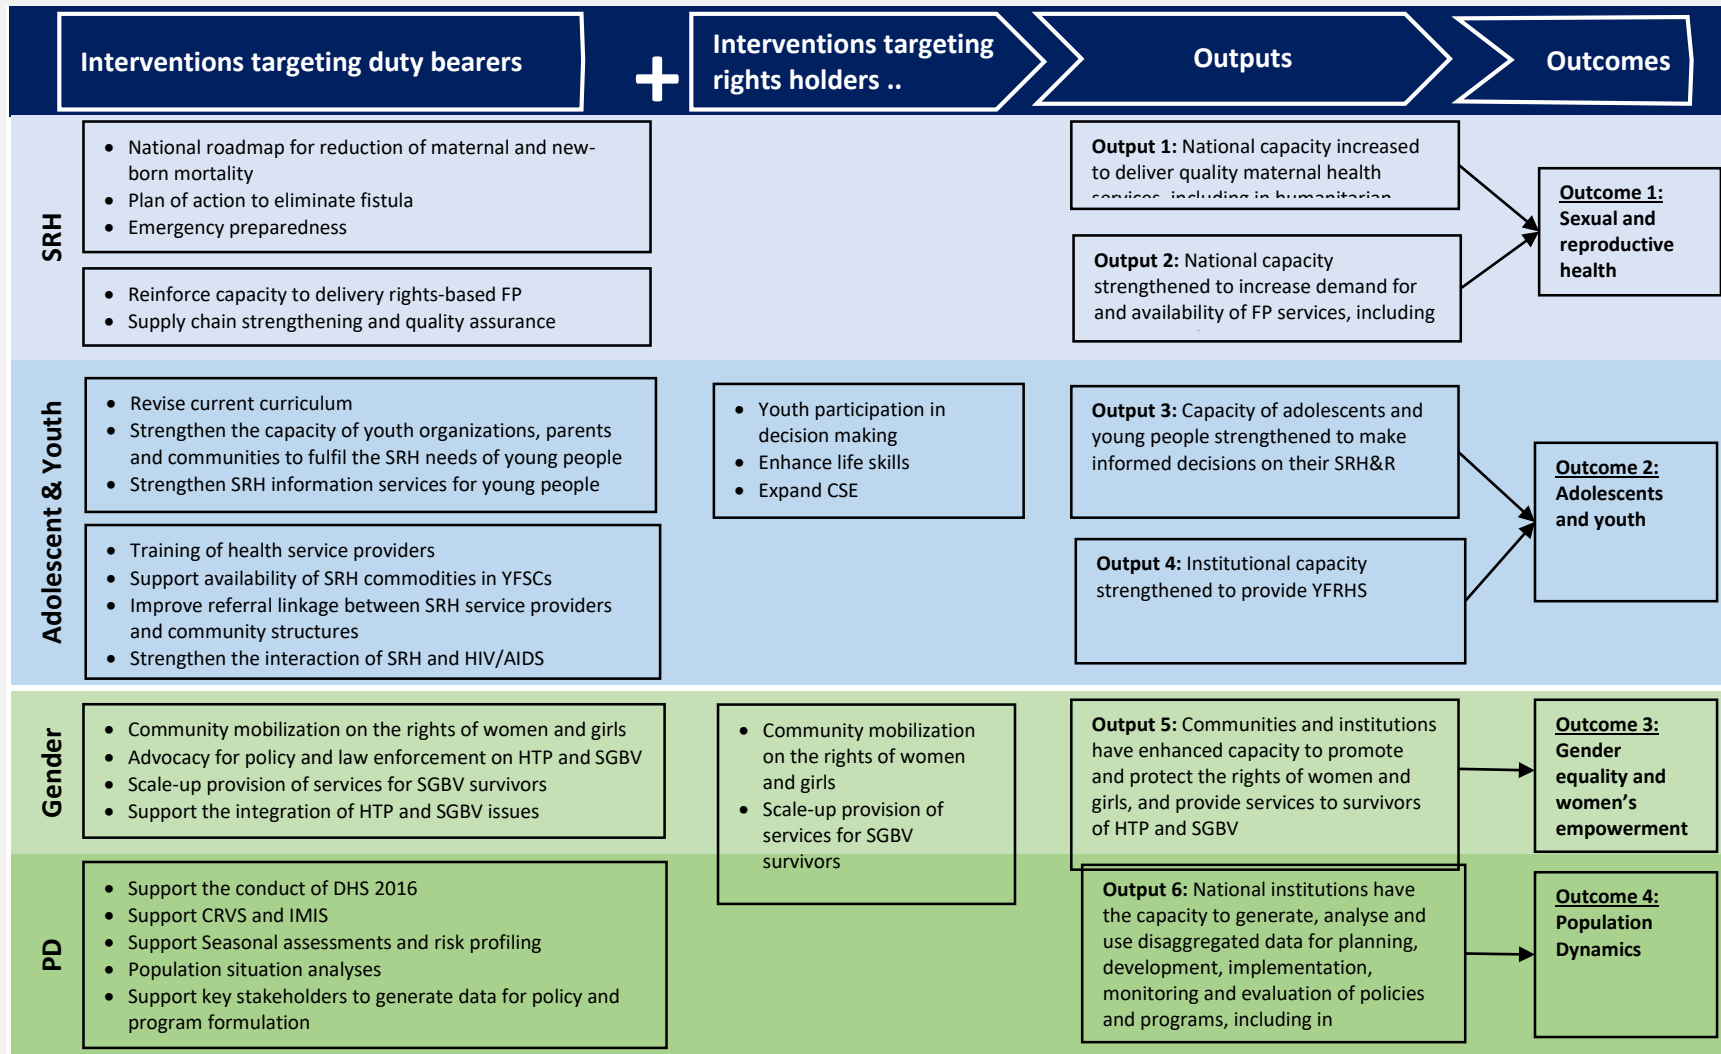 Interventions targeting duty bearers
+
Interventions targeting
rights holders ..
Outputs
Outcomes
SRH
• National roadmap for reduction of maternal and new-
born mortality
• Plan of action to eliminate fistula
• Emergency preparedness
• Reinforce capacity to delivery rights-based FP
• Supply chain strengthening and quality assurance
Output 1: National capacity increased
to deliver quality maternal health
services, including in humanitarian
Output 2: National capacity
strengthened to increase demand for
and availability of FP services, including
Outcome 1:
Sexual and
reproductive
health
Adolescent & Youth
• Revise current curriculum
• Strengthen the capacity of youth organizations, parents
and communities to fulfil the SRH needs of young people
• Strengthen SRH information services for young people
• Training of health service providers
• Support availability of SRH commodities in YFSCs
• Improve referral linkage between SRH service providers
and community structures
• Strengthen the interaction of SRH and HIV/AIDS
• Youth participation in
decision making
• Enhance life skills
• Expand CSE
Output 3: Capacity of adolescents and
young people strengthened to make
informed decisions on their SRH&R
Output 4: Institutional capacity
strengthened to provide YFRHS
Outcome 2:
Adolescents
and youth
Gender
• Community mobilization on the rights of women and girls
• Advocacy for policy and law enforcement on HTP and SGBV
• Scale-up provision of services for SGBV survivors
• Support the integration of HTP and SGBV issues
• Community mobilization
on the rights of women
and girls
• Scale-up provision of
services for SGBV
survivors
Output 5: Communities and institutions
have enhanced capacity to promote
and protect the rights of women and
girls, and provide services to survivors
of HTP and SGBV
Outcome 3:
Gender
equality and
women's
empowerment
PD
• Support the conduct of DHS 2016
• Support CRVS and IMIS
• Support Seasonal assessments and risk profiling
• Population situation analyses
• Support key stakeholders to generate data for policy and
program formulation
Output 6: National institutions have
the capacity to generate, analyse and
use disaggregated data for planning,
development, implementation,
monitoring and evaluation of policies
and programs, including in
Outcome 4:
Population
Dynamics